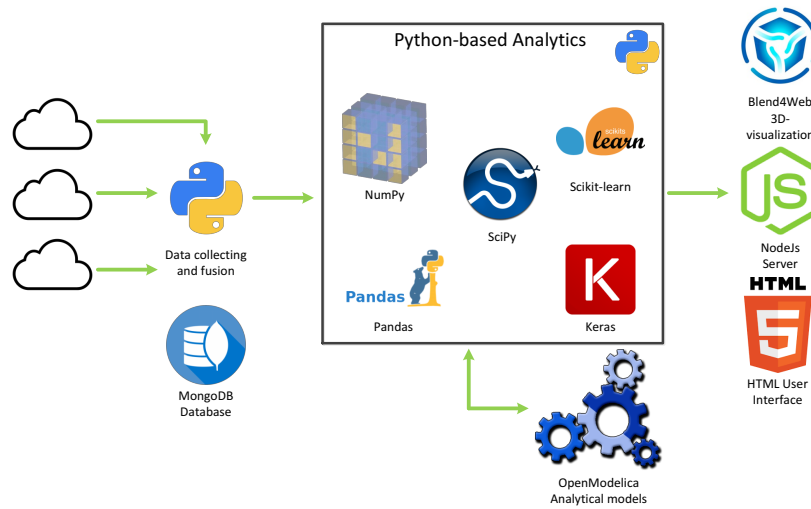 Python-based Analytics
NumPy
SciPy
scikits
learn
Scikit-learn
Pandas
Pandas
K
Keras
Data collecting
and fusion
MongoDB
Database
OpenModelica
Analytical models
Blend4Web
3D-
visualization
JS
NodeJs
Server
HTML
5
HTML User
Interface